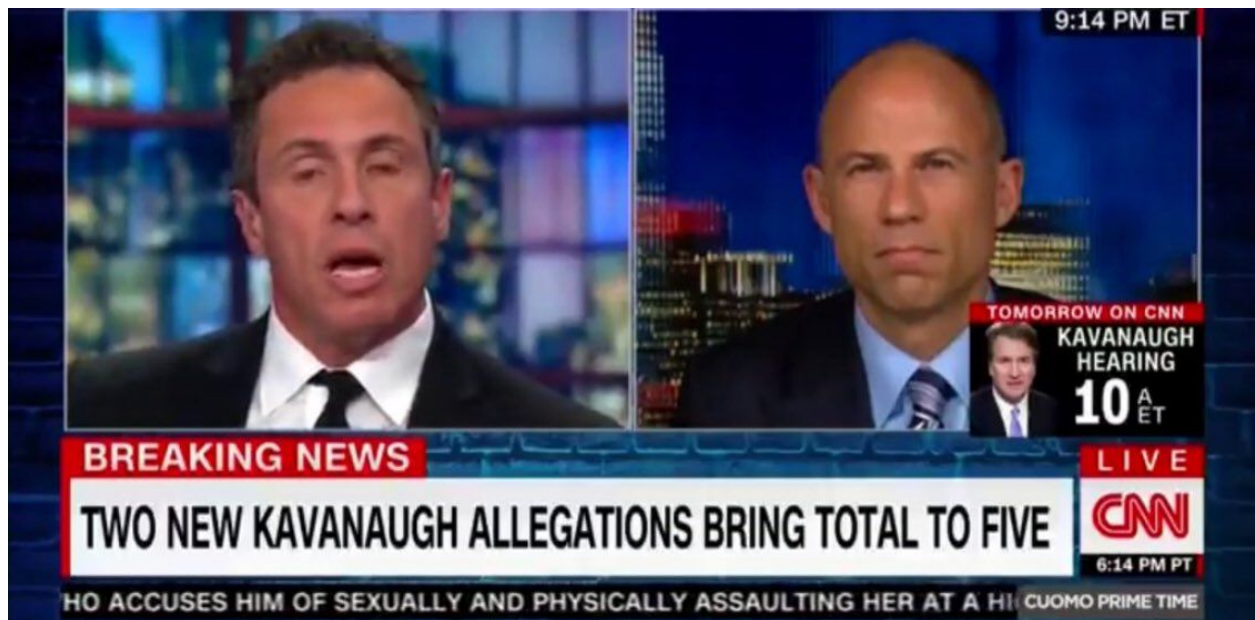 9:14 PM ET
TOMORROW ON CNN
KAVANAUGH
HEARING
10 A
ET
BREAKING NEWS
LIVE
TWO NEW KAVANAUGH ALLEGATIONS BRING TOTAL TO FIVE
CNN
6:14 PM PT
HO ACCUSES HIM OF SEXUALLY AND PHYSICALLY ASSAULTING HER AT A HI
CUOMO PRIME TIME